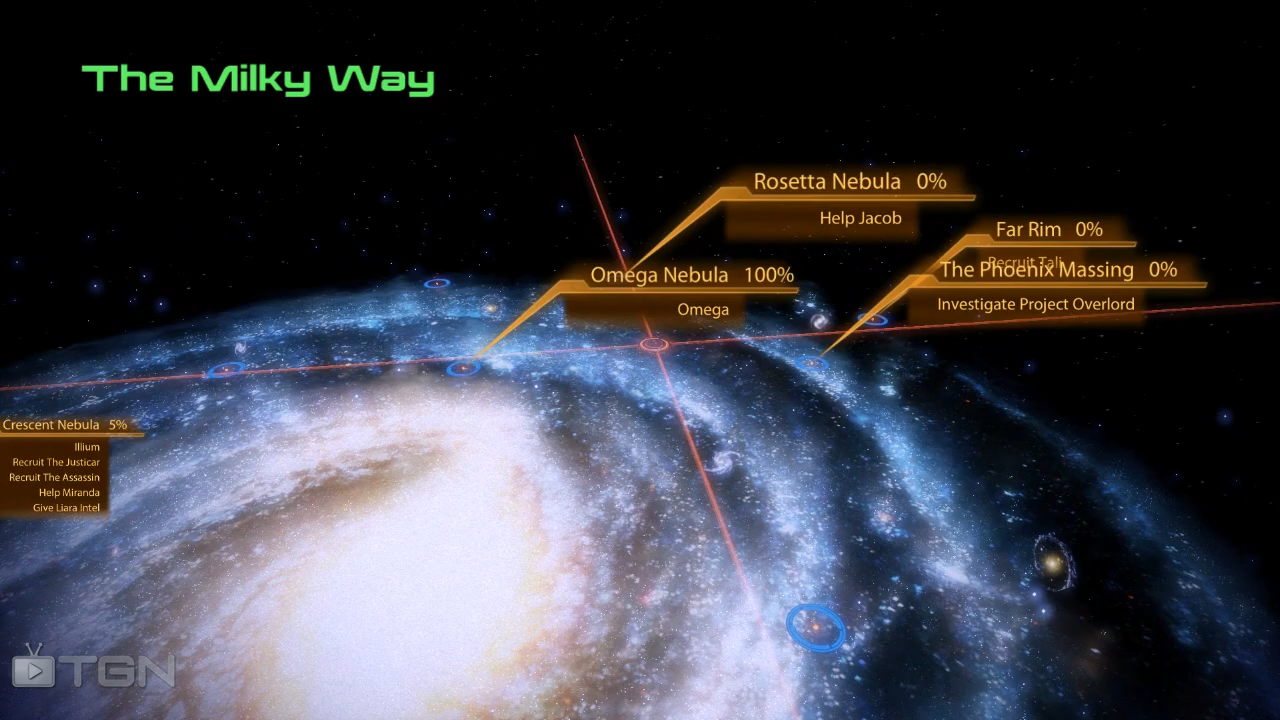 The Milky Way
Rosetta Nebula 0%
Help Jacob
Far Rim 0%
Recruit Tali
The Phoenix Massing 0%
Investigate Project Overlord
Omega Nebula 100%
Omega
Crescent Nebula 5%
Illium
Recruit The Justicar
Recruit The Assassin
Help Miranda
Give Liara Intel
TGN